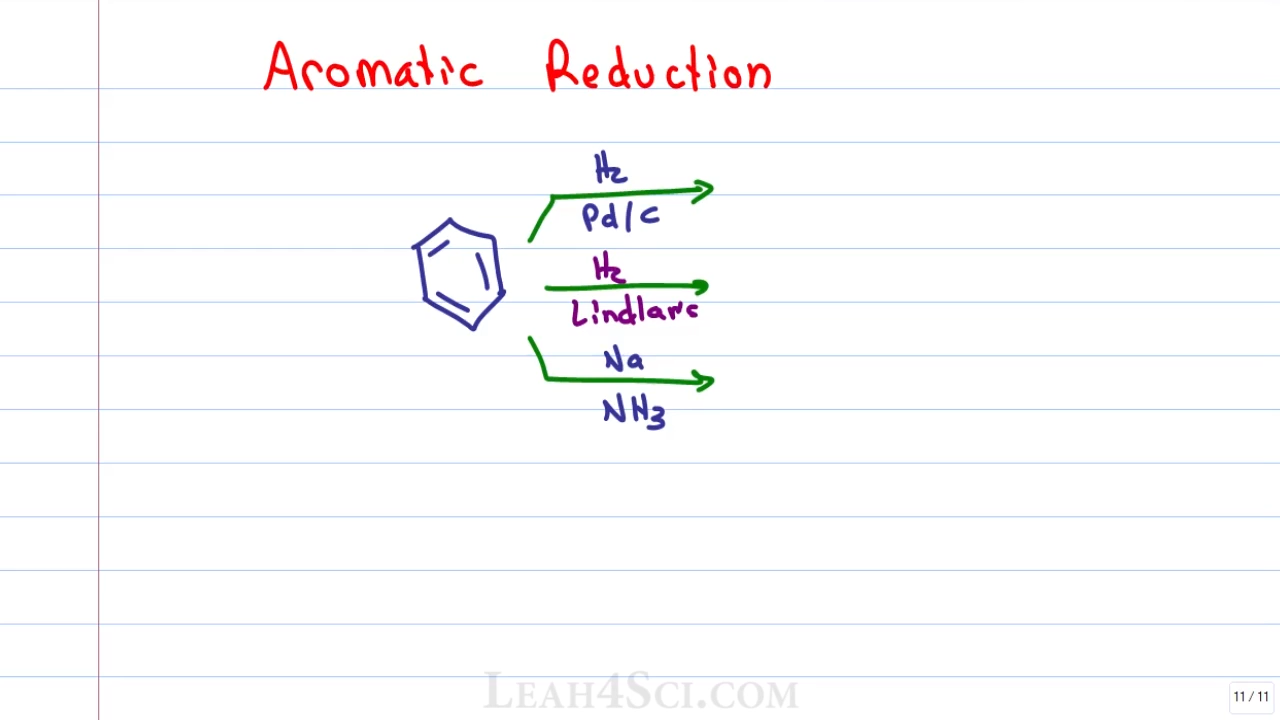 Aromatic Reduction
H2
Pd/C
H2
Lindlars
Na
NH3
LEAH4SCI.COM
11 / 11